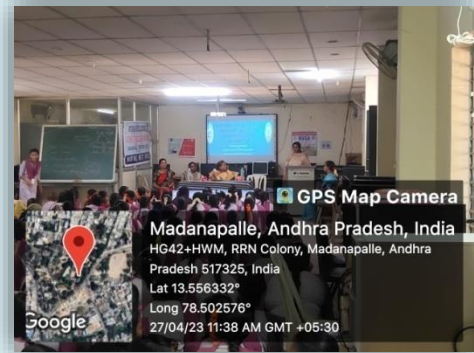 GPS Map Camera
Madanapalle, Andhra Pradesh, India
HG42+HWM, RRN Colony, Madanapalle, Andhra
Pradesh 517325, India
Lat 13.556332°
Long 78.502576°
27/04/23 11:38 AM GMT +05:30
Google